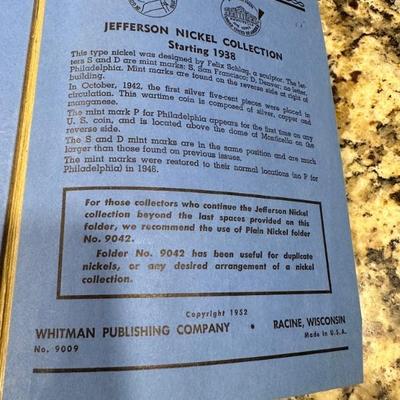 JEFFERSON NICKEL COLLECTION
Starting 1938
This type nickel was designed by Felix Schlag, a sculptor. The let-
ters S and D are mint marks: S, San Francisco; D, Denver; no letter,
Philadelphia. Mint marks are found on the reverse side at right of
building.
In October, 1942, the first silver five-cent pieces were placed in
circulation. This wartime coin is composed of silver, copper and
manganese.
The mint mark P for Philadelphia appears for the first time on any
U. S. coin, and is located above the dome of Monticello on the
reverse side.
The S and D mint marks are in the same position and are much
larger than those found on previous issues.
The mint marks were restored to their normal locations (no P for
Philadelphia) in 1946.
For those collectors who continue the Jefferson Nickel
collection beyond the last spaces provided on this
folder, we recommend the use of Plain Nickel folder
No. 9042.
Folder No. 9042 has been useful for duplicate
nickels, or any desired arrangement of a nickel
collection.
Copyright 1952
WHITMAN PUBLISHING COMPANY • RACINE, WISCONSIN
No. 9009 Made in U.S.A.